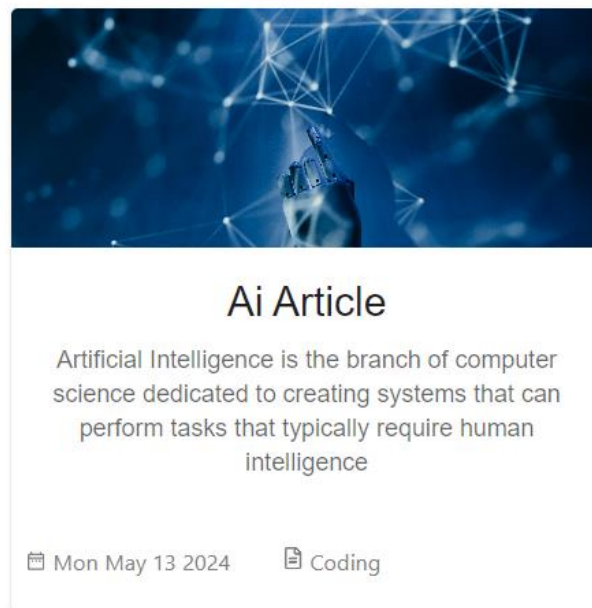 Ai Article
Artificial Intelligence is the branch of computer
science dedicated to creating systems that can
perform tasks that typically require human
intelligence
Mon May 13 2024 Coding